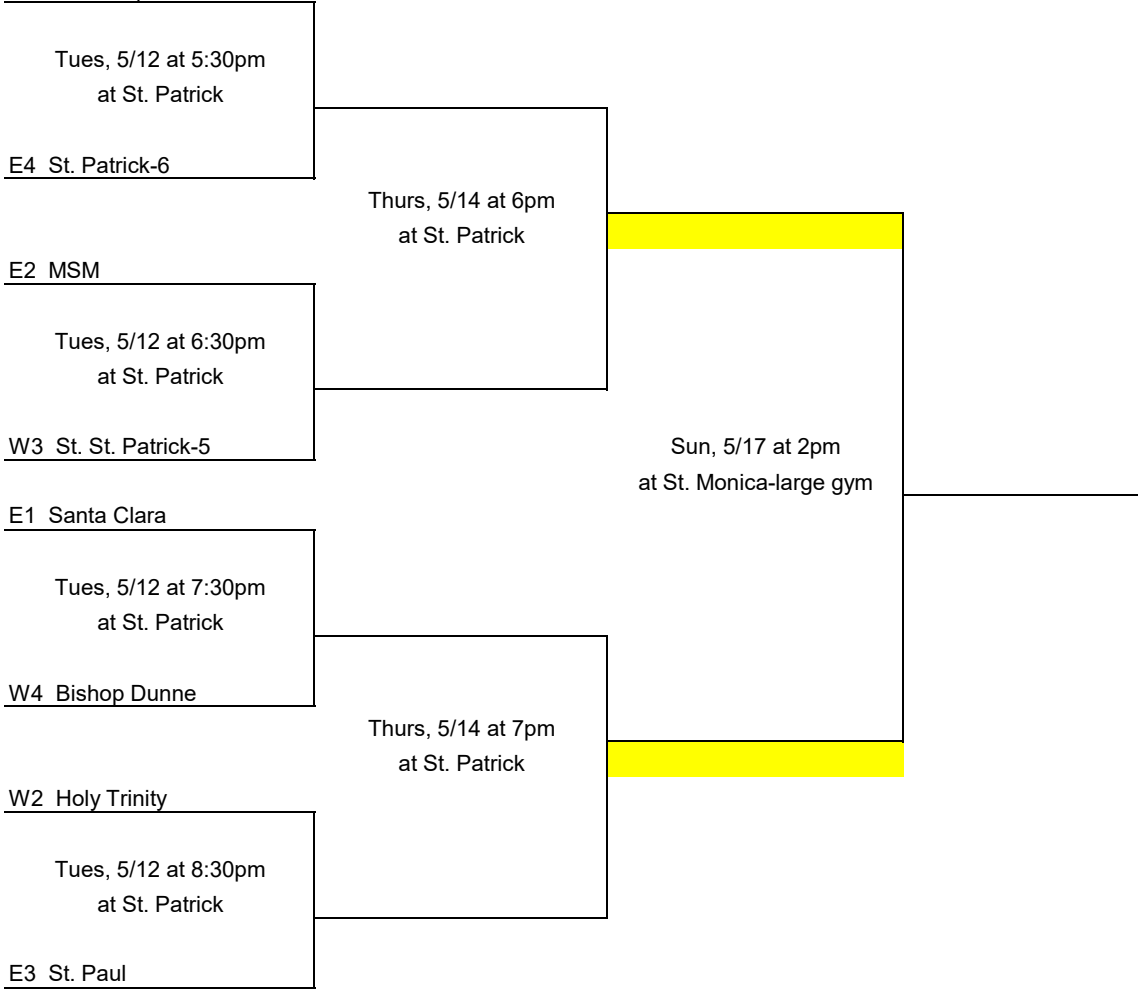 Tues, 5/12 at 5:30pm
at St. Patrick
E4 St. Patrick-6
Thurs, 5/14 at 6pm
at St. Patrick
E2 MSM
Tues, 5/12 at 6:30pm
at St. Patrick
W3 St. St. Patrick-5
Sun, 5/17 at 2pm
at St. Monica-large gym
E1 Santa Clara
Tues, 5/12 at 7:30pm
at St. Patrick
W4 Bishop Dunne
Thurs, 5/14 at 7pm
at St. Patrick
W2 Holy Trinity
Tues, 5/12 at 8:30pm
at St. Patrick
E3 St. Paul